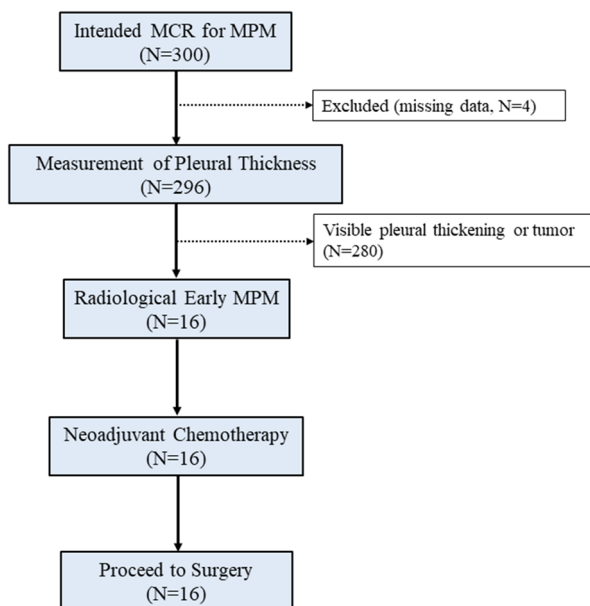 Intended MCR for MPM
(N=300)
Excluded (missing data, N=4)
Measurement of Pleural Thickness
(N=296)
Visible pleural thickening or tumor
(N=280)
Radiological Early MPM
(N=16)
Neoadjuvant Chemotherapy
(N=16)
Proceed to Surgery
(N=16)